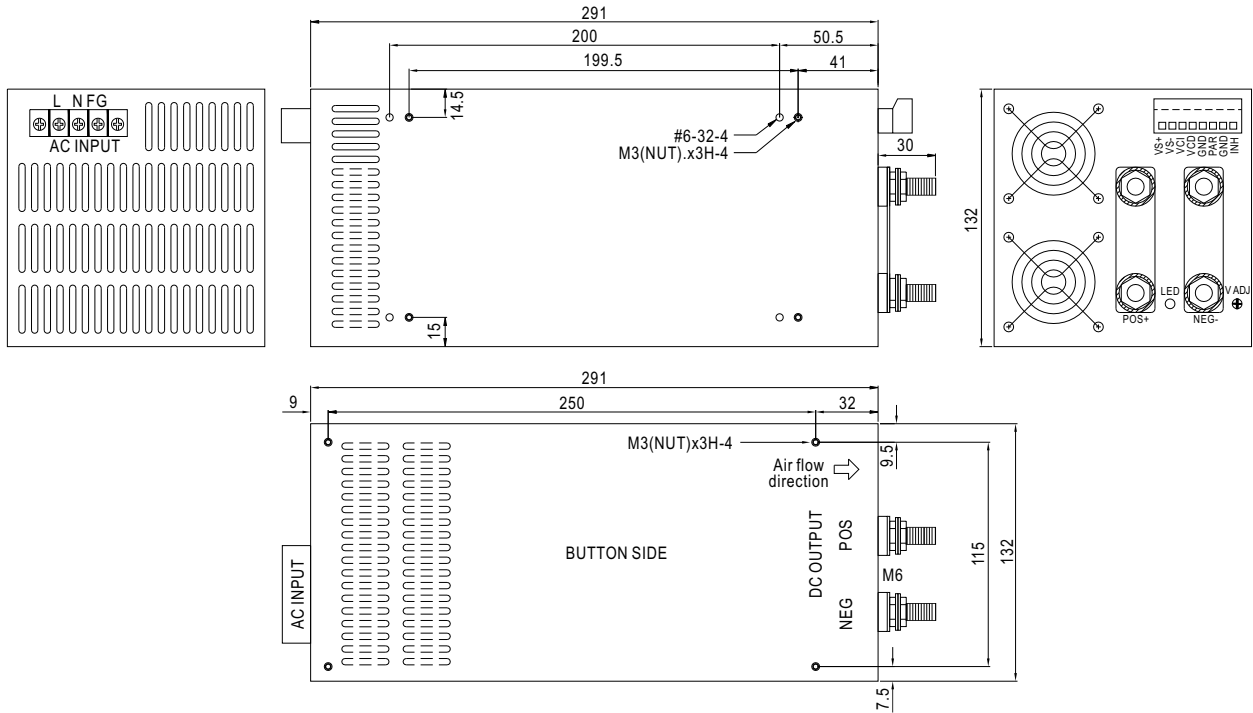 291
200
50.5
199.5
41
14.5
#6-32-4
M3(NUT).x3H-4
30
15
L N FG
AC INPUT
132
VS+
VS-
VCI
VCD
GND
PAR
GND
INH
LED
V ADJ
POS+
NEG-
291
9
250
32
M3(NUT)x3H-4
9.5
Air flow
direction
BUTTON SIDE
AC INPUT
DC OUTPUT
POS
NEG
M6
115
132
7.5